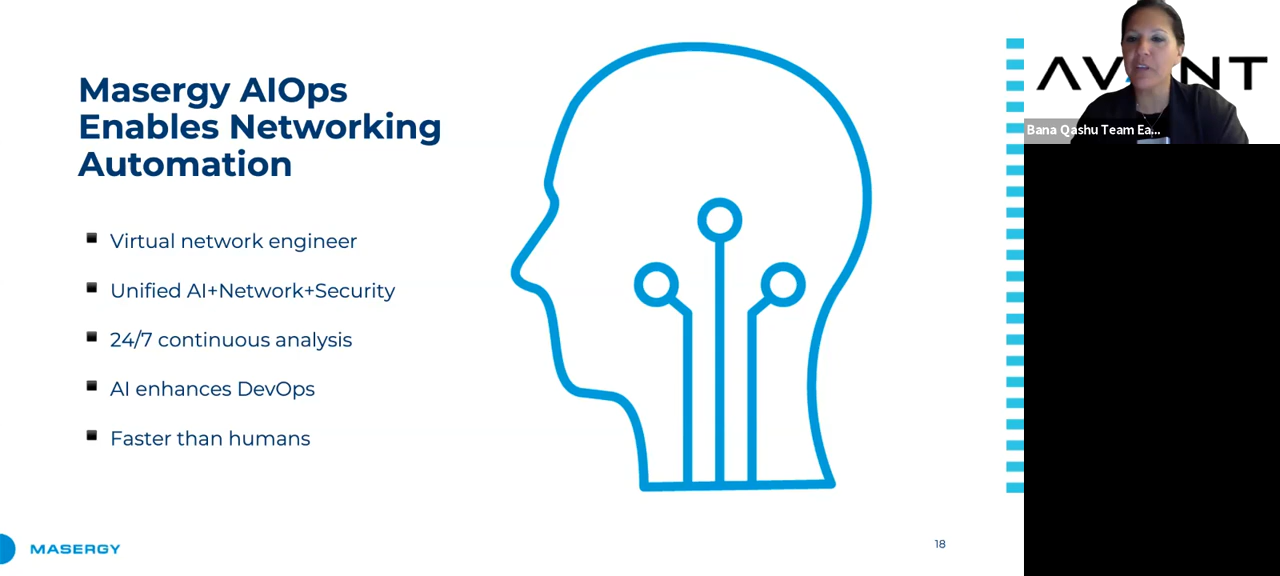 Masergy AIOps
Enables Networking
Automation
Virtual network engineer
Unified AI+Network+Security
24/7 continuous analysis
AI enhances DevOps
Faster than humans
MASERGY
18
AVANT
Bana Qashu Team Ea...